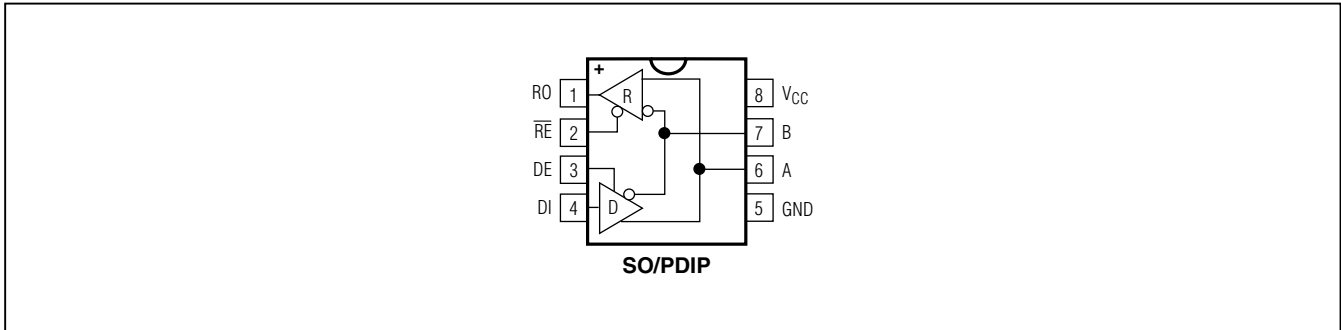 +
RO 1 R 8 VCC
RE 2 7 B
DE 3 6 A
DI 4 D 5 GND
SO/PDIP